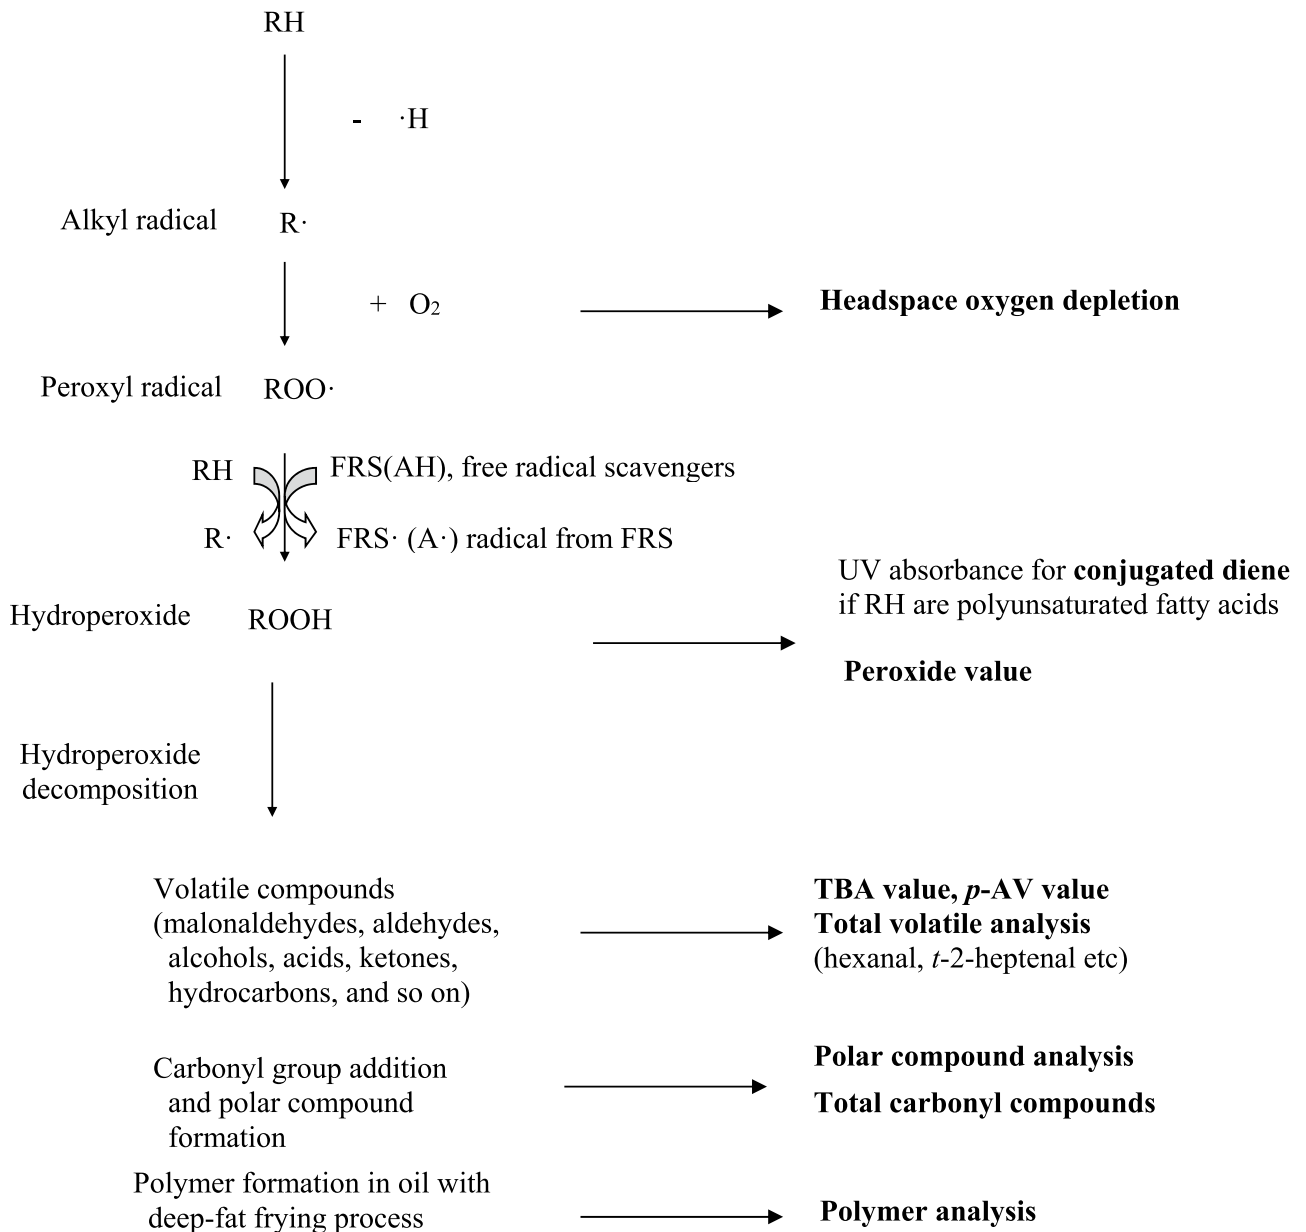 RH
- ·H
Alkyl radical R·
+ O2 Headspace oxygen depletion
Peroxyl radical ROO·
RH FRS(AH), free radical scavengers
R· FRS· (A·) radical from FRS
UV absorbance for conjugated diene
if RH are polyunsaturated fatty acids
Hydroperoxide ROOH
Peroxide value
Hydroperoxide
decomposition
Volatile compounds
(malonaldehydes, aldehydes,
alcohols, acids, ketones,
hydrocarbons, and so on)
TBA value, p-AV value
Total volatile analysis
(hexanal, t-2-heptenal etc)
Carbonyl group addition
and polar compound
formation
Polar compound analysis
Total carbonyl compounds
Polymer formation in oil with
deep-fat frying process
Polymer analysis